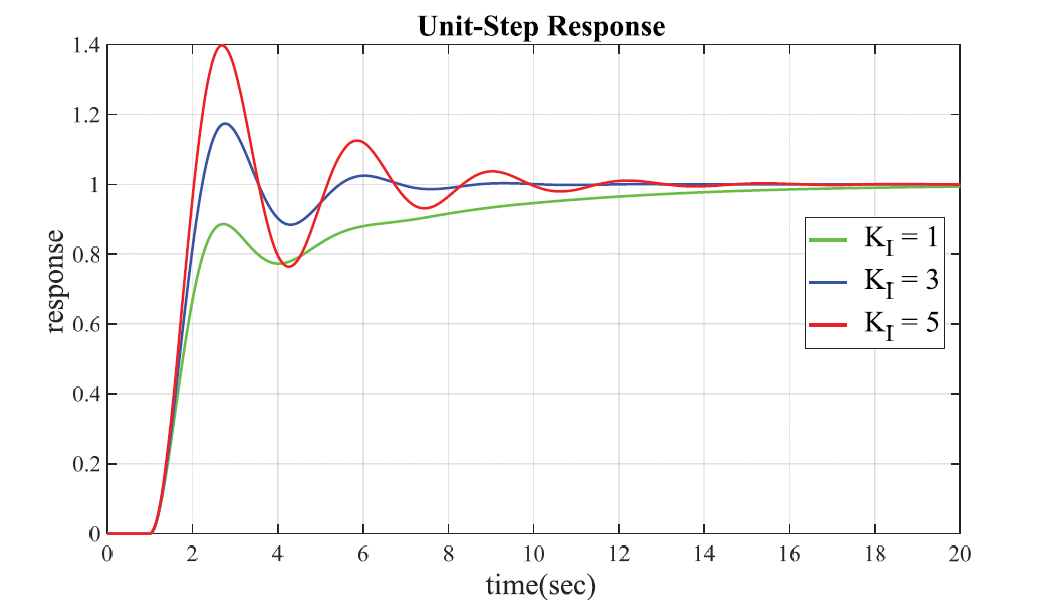 Unit-Step Response
1.4
1.2
1
0.8
0.6
0.4
0.2
0
response
K_I = 1
K_I = 3
K_I = 5
0 2 4 6 8 10 12 14 16 18 20
time(sec)